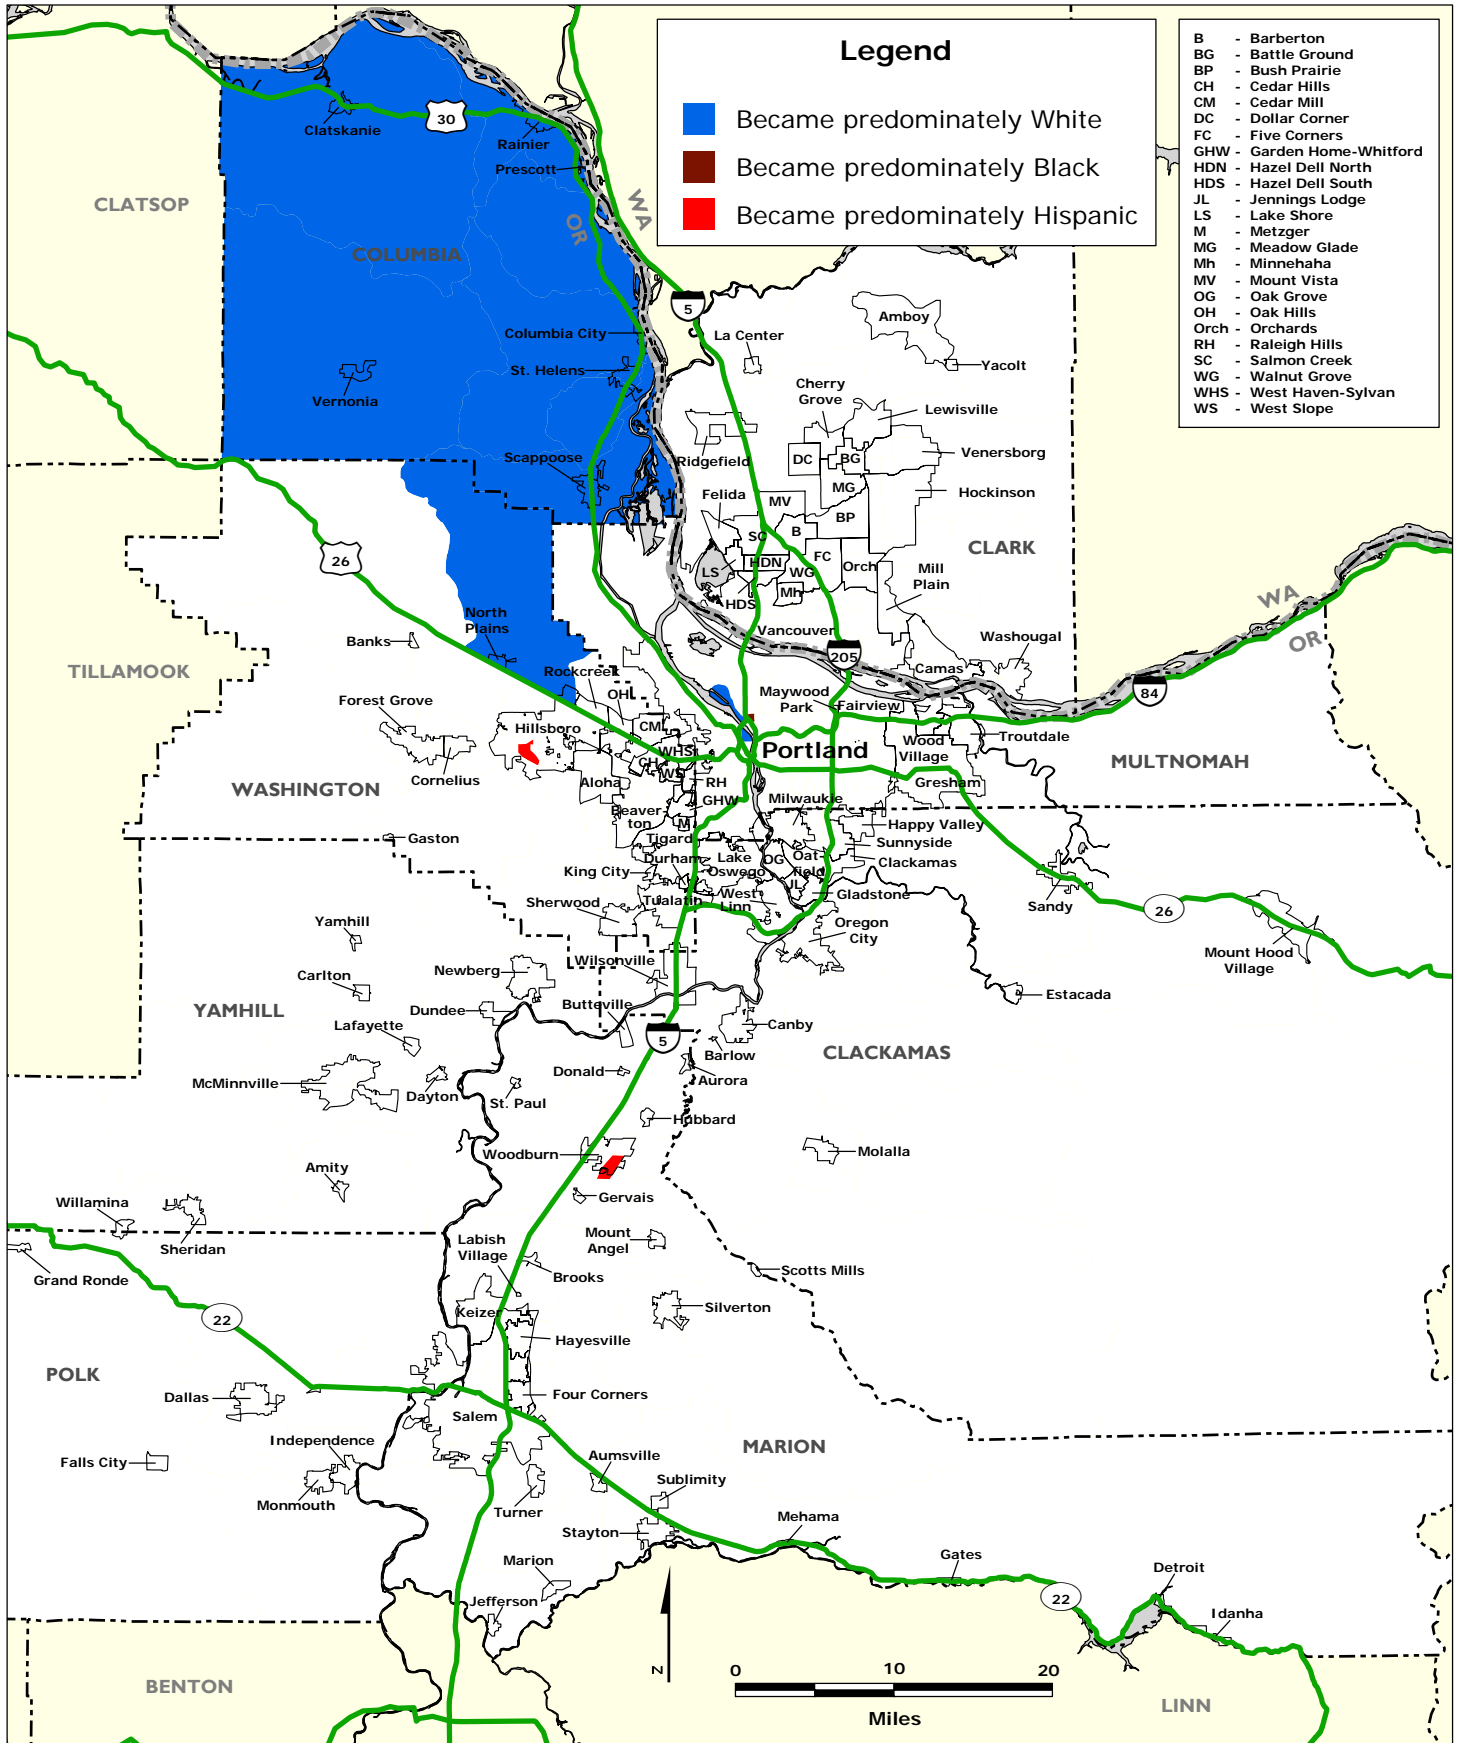 Legend
Became predominately White
Became predominately Black
Became predominately Hispanic
B - Barberton
BG - Battle Ground
BP - Bush Prairie
CH - Cedar Hills
CM - Cedar Mill
DC - Dollar Corner
FC - Five Corners
GHW - Garden Home-Whitford
HDN - Hazel Dell North
HDS - Hazel Dell South
JL - Jennings Lodge
LS - Lake Shore
M - Metzger
MG - Meadow Glade
Mh - Minnehaha
MV - Mount Vista
OG - Oak Grove
OH - Oak Hills
Orch - Orchards
RH - Raleigh Hills
SC - Salmon Creek
WG - Walnut Grove
WHS - West Haven-Sylvan
WS - West Slope
30
Clatskanie
Rainier
Prescott
CLATSOP
WA
OR
COLUMBIA
5
Columbia City
La Center
Amboy
Yacolt
St. Helens
Vernonia
Cherry
Grove
Lewisville
Ridgefield
DC
BG
Venersborg
Scappoose
MG
Hockinson
Felida
MV
BP
SC
B
CLARK
26
LS
HDN
FC
WG
Orch
Mill
Plain
Mh
HDS
WA
OR
North
Plains
Banks
Vancouver
Washougal
205
TILLAMOOK
Rockcreek
Camas
84
OH
Maywood
Park
Fairview
Forest Grove
Hillsboro
CM
Troutdale
WHS
Portland
Wood
Village
MULTNOMAH
Cornelius
CH
WS
WASHINGTON
Aloha
RH
Gresham
GHW
Milwaukie
Beaver-
ton
M
Happy Valley
Gaston
Tigard
Sunnyside
Durham
Lake
Oswego
OG
Oat-
field
Clackamas
King City
JL
Sherwood
Tualatin
West
Linn
Gladstone
Sandy
26
Yamhill
Oregon
City
Mount Hood
Village
Wilsonville
Newberg
Carlton
Estacada
YAMHILL
Dundee
Butteville
Lafayette
Canby
5
Barlow
CLACKAMAS
Donald
Aurora
McMinnville
Dayton
St. Paul
Hubbard
Woodburn
Molalla
Amity
Gervais
Willamina
Sheridan
Mount
Angel
Labish
Village
Grand Ronde
Brooks
Scotts Mills
Keizer
Silverton
22
Hayesville
POLK
Dallas
Four Corners
Salem
Independence
MARION
Falls City
Aumsville
Monmouth
Sublimity
Turner
Stayton
Mehama
Marion
Gates
Detroit
22
Jefferson
Idanha
N
0 10 20
Miles
BENTON
LINN